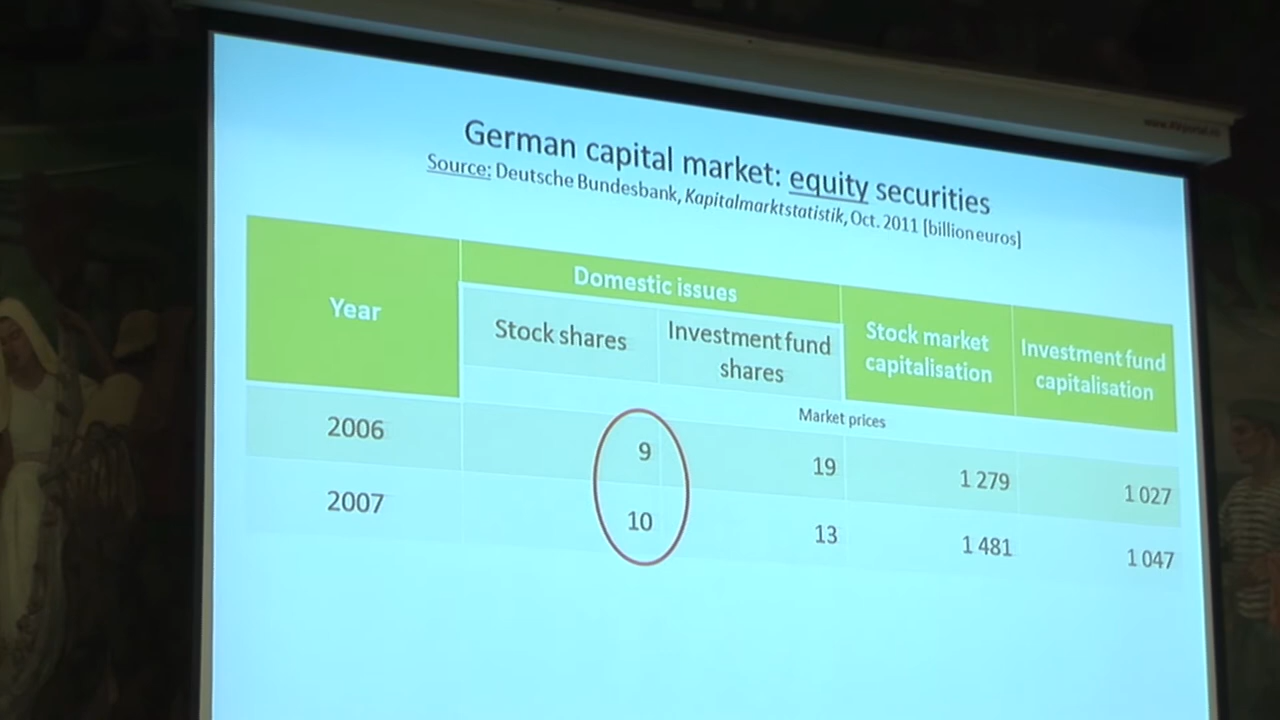 German capital market: equity securities
Source: Deutsche Bundesbank, Kapitalmarktstatistik, Oct. 2011 [billion euros]
Year
Domestic issues
Stock shares
Investment fund
shares
Stock market
capitalisation
Investment fund
capitalisation
Market prices
2006 9 19 1 279 1 027
2007 10 13 1 481 1 047